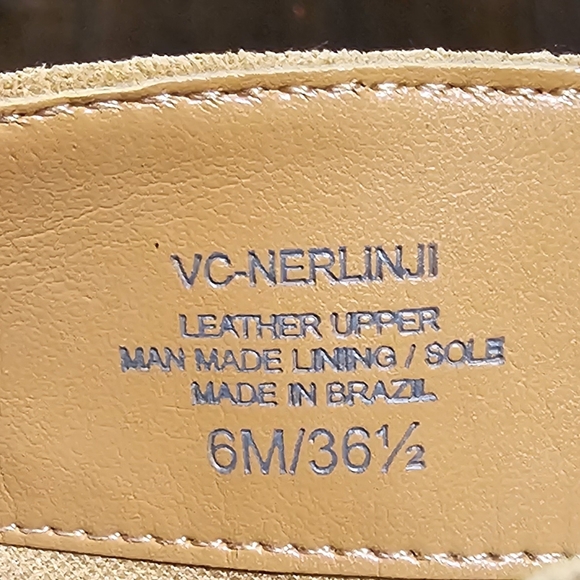 VC-NERLINJI
LEATHER UPPER
MAN MADE LINING / SOLE
MADE IN BRAZIL
6M/36½